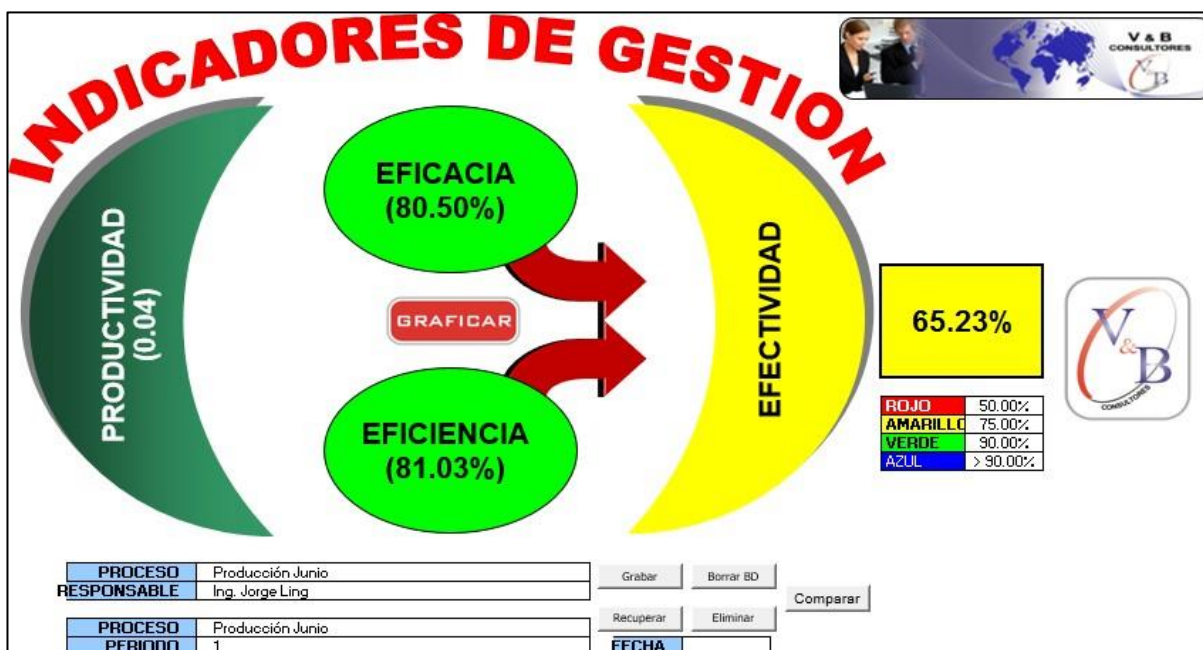 INDICADORES DE GESTION
V & B
CONSULTORES
V&B
EFICACIA
(80.50%)
PRODUCTIVIDAD
(0.04)
GRAFICAR
EFECTIVIDAD
65.23%
V&B
CONSULTORES
EFICIENCIA
(81.03%)
ROJO 50.00%
AMARILLO 75.00%
VERDE 90.00%
AZUL > 90.00%
PROCESO Producción Junio
RESPONSABLE Ing. Jorge Ling
Grabar Borrar BD
Comparar
Recuperar Eliminar
PROCESO Producción Junio
PERIODO 1 FECHA